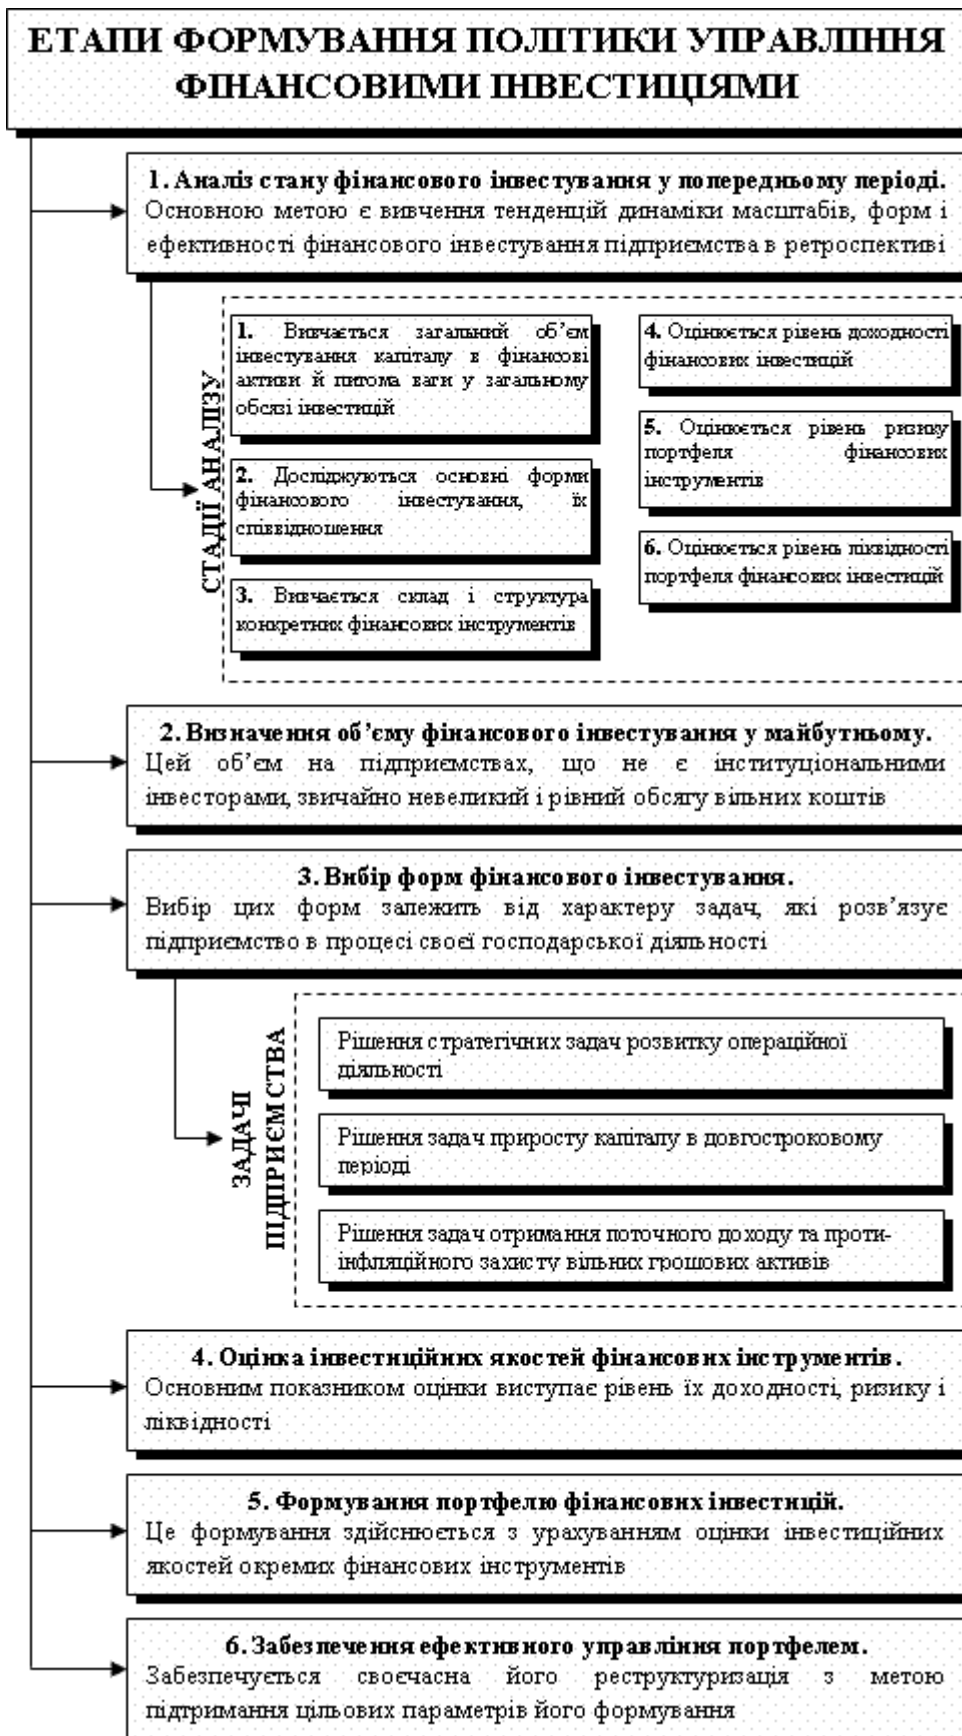 ЕТАПИ ФОРМУВАННЯ ПОЛІТИКИ УПРАВЛІННЯ
ФІНАНСОВИМИ ІНВЕСТИЦІЯМИ
1. Аналіз стану фінансового інвестування у попередньому періоді.
Основною метою є вивчення тенденцій динаміки масштабів, форм і
ефективності фінансового інвестування підприємства в ретроспективі
СТАДІЇ АНАЛІЗУ
1. Вивчається загальний об’єм
інвестування капіталу в фінансові
активи й питома ваги у загальному
обсязі інвестицій
2. Досліджуються основні форми
фінансового інвестування, їх
співвідношення
3. Вивчається склад і структура
конкретних фінансових інструментів
4. Оцінюється рівень доходності
фінансових інвестицій
5. Оцінюється рівень ризику
портфеля фінансових
інструментів
6. Оцінюється рівень ліквідності
портфеля фінансових інвестицій
2. Визначення об’єму фінансового інвестування у майбутньому.
Цей об’єм на підприємствах, що не є інституціональними
інвесторами, звичайно невеликий і рівний обсягу вільних коштів
3. Вибір форм фінансового інвестування.
Вибір цих форм залежить від характеру задач, які розв’язує
підприємство в процесі своєї господарської діяльності
ЗАДАЧІ
ПІДПРИЄМСТВА
Рішення стратегічних задач розвитку операційної
діяльності
Рішення задач приросту капіталу в довгостроковому
періоді
Рішення задач отримання поточного доходу та проти-
інфляційного захисту вільних грошових активів
4. Оцінка інвестиційних якостей фінансових інструментів.
Основним показником оцінки виступає рівень їх доходності, ризику і
ліквідності
5. Формування портфелю фінансових інвестицій.
Це формування здійснюється з урахуванням оцінки інвестиційних
якостей окремих фінансових інструментів
6. Забезпечення ефективного управління портфелем.
Забезпечується своєчасна його реструктуризація з метою
підтримання цільових параметрів його формування